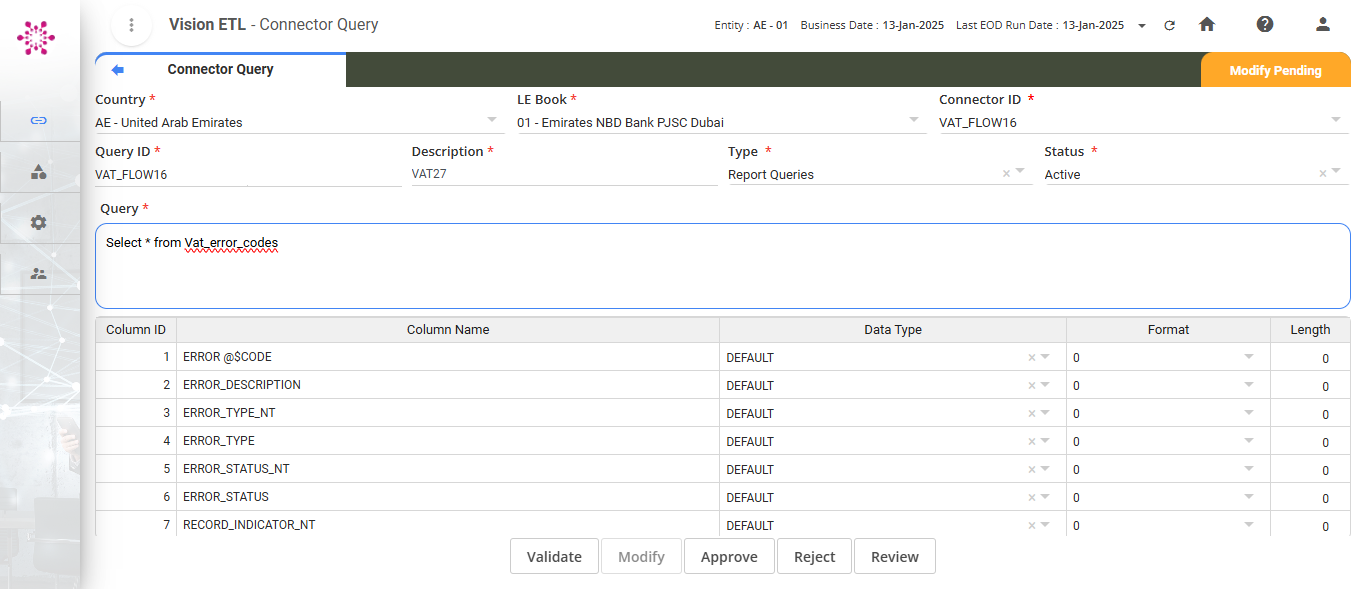 Vision ETL - Connector Query
Entity : AE - 01 Business Date : 13-Jan-2025 Last EOD Run Date : 13-Jan-2025
Connector Query
Modify Pending
Country * LE Book * Connector ID *
AE - United Arab Emirates 01 - Emirates NBD Bank PJSC Dubai VAT_FLOW16
Query ID * Description * Type * Status *
VAT_FLOW16 VAT27 Report Queries Active
Query *
Select * from Vat_error_codes
Column ID Column Name Data Type Format Length
1 ERROR @$CODE DEFAULT 0 0
2 ERROR_DESCRIPTION DEFAULT 0 0
3 ERROR_TYPE_NT DEFAULT 0 0
4 ERROR_TYPE DEFAULT 0 0
5 ERROR_STATUS_NT DEFAULT 0 0
6 ERROR_STATUS DEFAULT 0 0
7 RECORD_INDICATOR_NT DEFAULT 0 0
Validate Modify Approve Reject Review